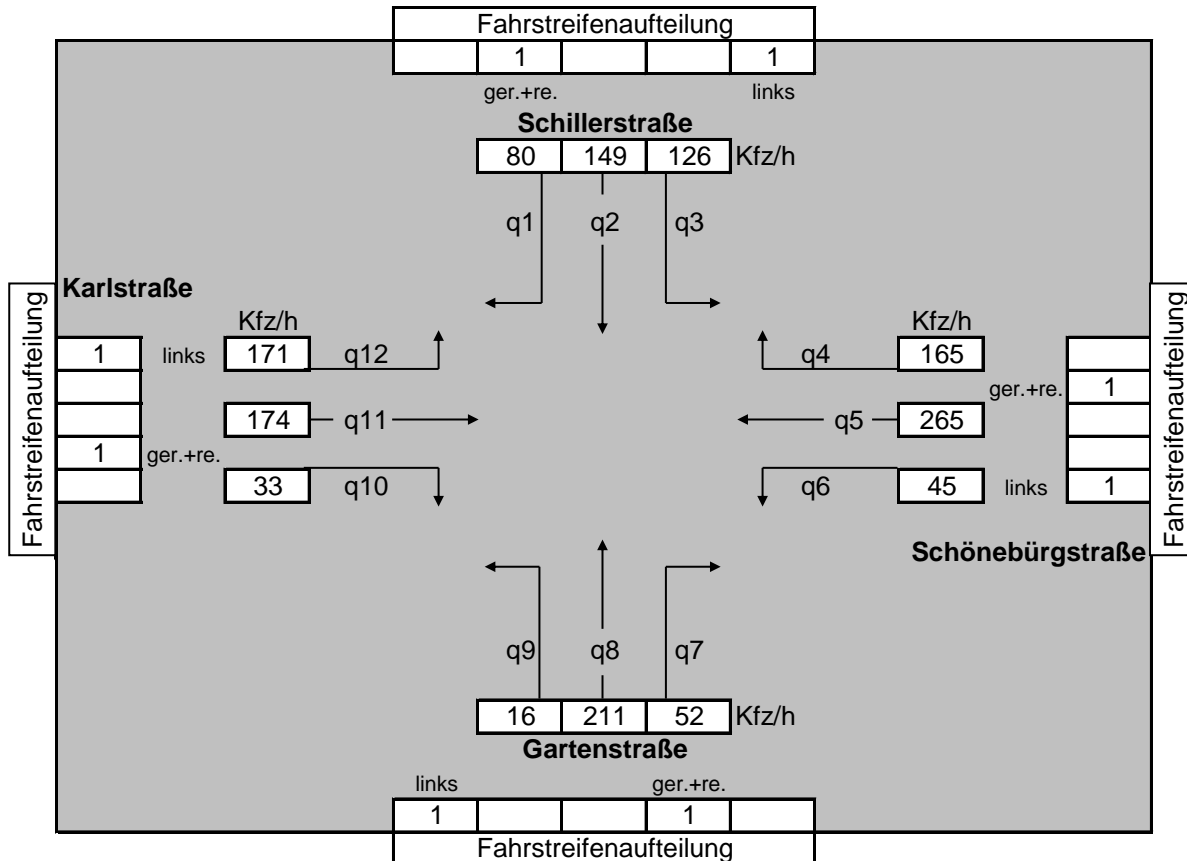 Fahrstreifenaufteilung
1 1
ger.+re. links
Schillerstraße
80 149 126 Kfz/h
q1 q2 q3
Karlstraße
Fahrstreifenaufteilung
Kfz/h
1 links 171 q12
174 q11
1 ger.+re.
33 q10
Kfz/h
q4 165
ger.+re. 1
q5 265
q6 45 links 1
Schönebürgstraße
Fahrstreifenaufteilung
q9 q8 q7
16 211 52 Kfz/h
Gartenstraße
links ger.+re.
1 1
Fahrstreifenaufteilung